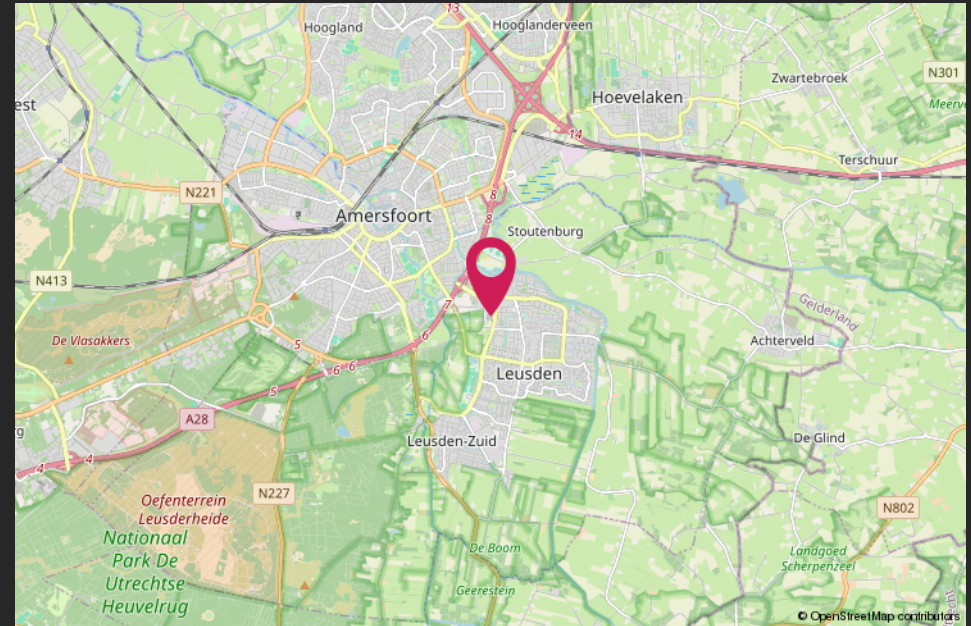 13
Hoogland
Hooglanderveen
Zwartebroek
N301
est
Hoevelaken
14
Terschuur
N221
8
Amersfoort
8
Stoutenburg
N413
7
Gelderland
De Vlasakkers
5
6
Achterveld
6
6
Leusden
5
A28
rg
Leusden-Zuid
De Glind
4
4
Oefenterrein
Leusderheide
N227
N802
Nationaal
Park De
Utrechtse
Heuvelrug
De Boom
Landgoed
Scherpenzeel
Geerestein
© OpenStreetMap contributors